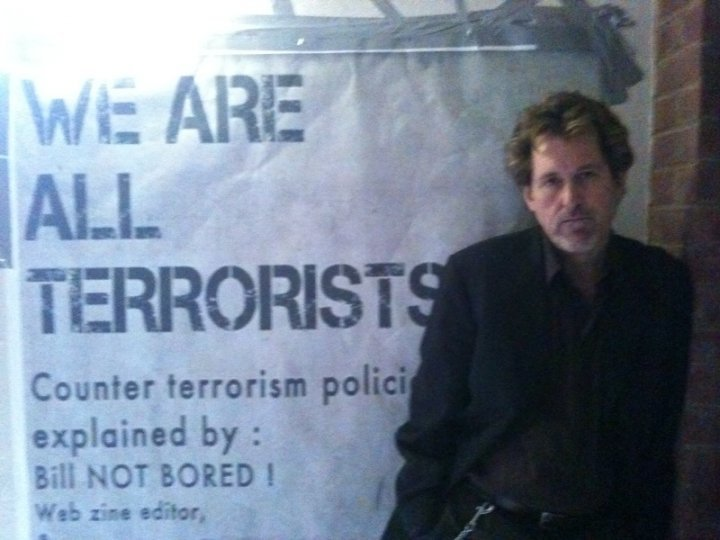 WE ARE
ALL
TERRORISTS
Counter terrorism polici
explained by :
Bill NOT BORED !
Web zine editor,